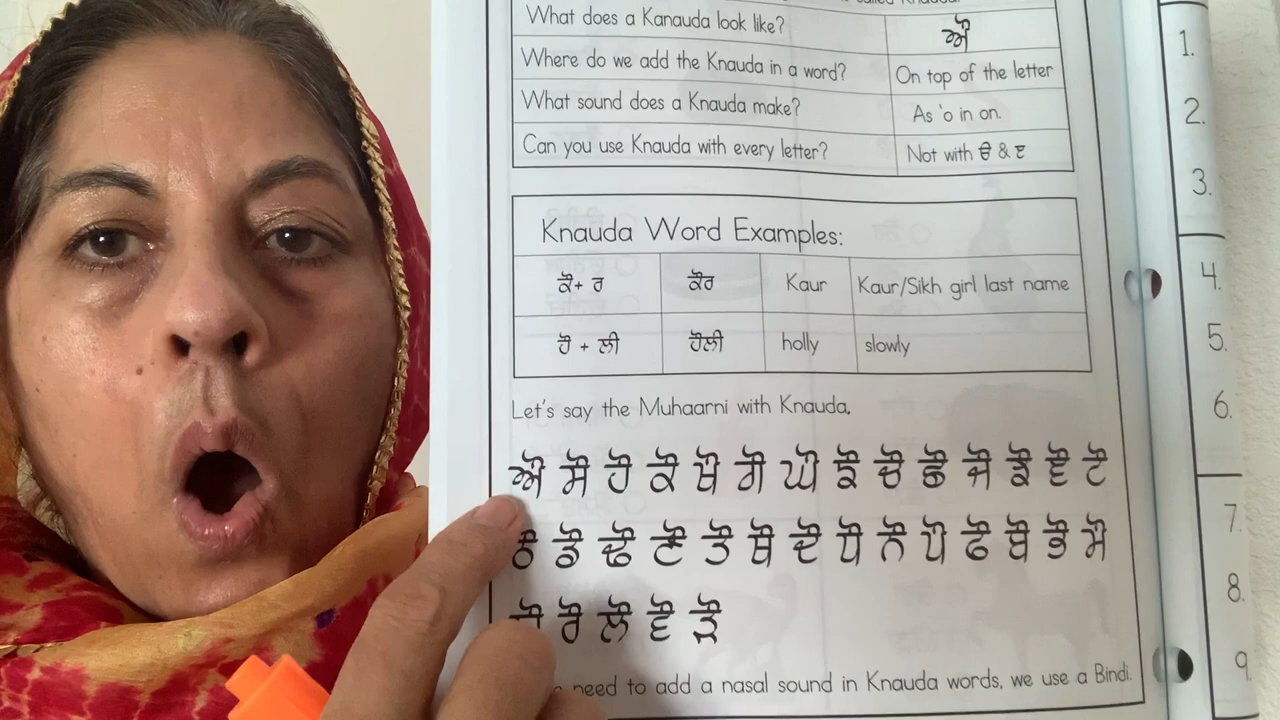 What does a Kanauda look like? ਔ
Where do we add the Knauda in a word? On top of the letter
What sound does a Knauda make? As 'o in on.
Can you use Knauda with every letter? Not with ੳ & ੲ
Knauda Word Examples:
ਕੌ+ ਰ ਕੌਰ Kaur Kaur/Sikh girl last name
ਹੌ + ਲੀ ਹੌਲੀ holly slowly
Let's say the Muhaarni with Knauda.
ਔ ਸੌ ਹੌ ਕੌ ਖੌ ਗੌ ਘੌ ਙੌ ਚੌ ਛੌ ਜੌ ਝੌ ਞੌ ਟੌ
ਠੌ ਡੌ ਢੌ ਣੌ ਤੌ ਥੌ ਦੌ ਧੌ ਨੌ ਪੌ ਫੌ ਬੌ ਭੌ ਮੌ
ਰੌ ਲੌ ਵੌ ੜੌ
need to add a nasal sound in Knauda words, we use a Bindi.
1.
2.
3.
4.
5.
6.
7.
8.
9.